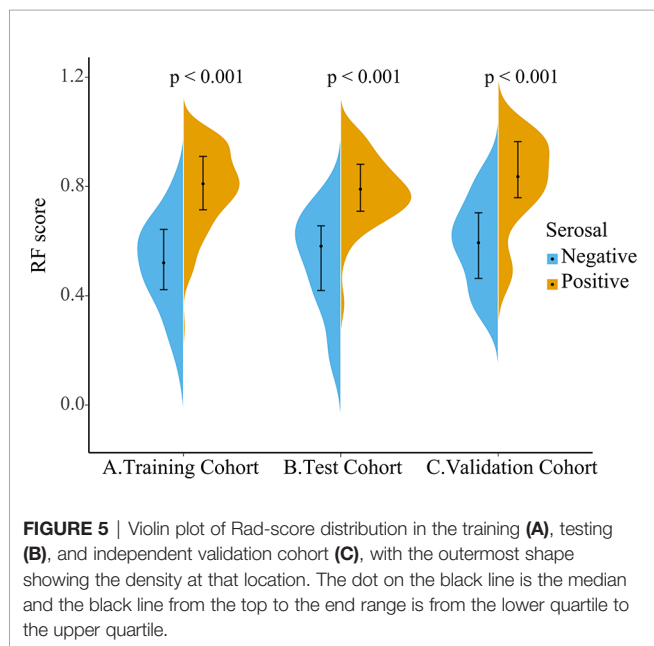 1.2
p < 0.001
p < 0.001
p < 0.001
0.8
RF score
Serosal
Negative
Positive
0.4
0.0
A.Training Cohort
B.Test Cohort
C.Validation Cohort
FIGURE 5 | Violin plot of Rad-score distribution in the training (A), testing
(B), and independent validation cohort (C), with the outermost shape
showing the density at that location. The dot on the black line is the median
and the black line from the top to the end range is from the lower quartile to
the upper quartile.